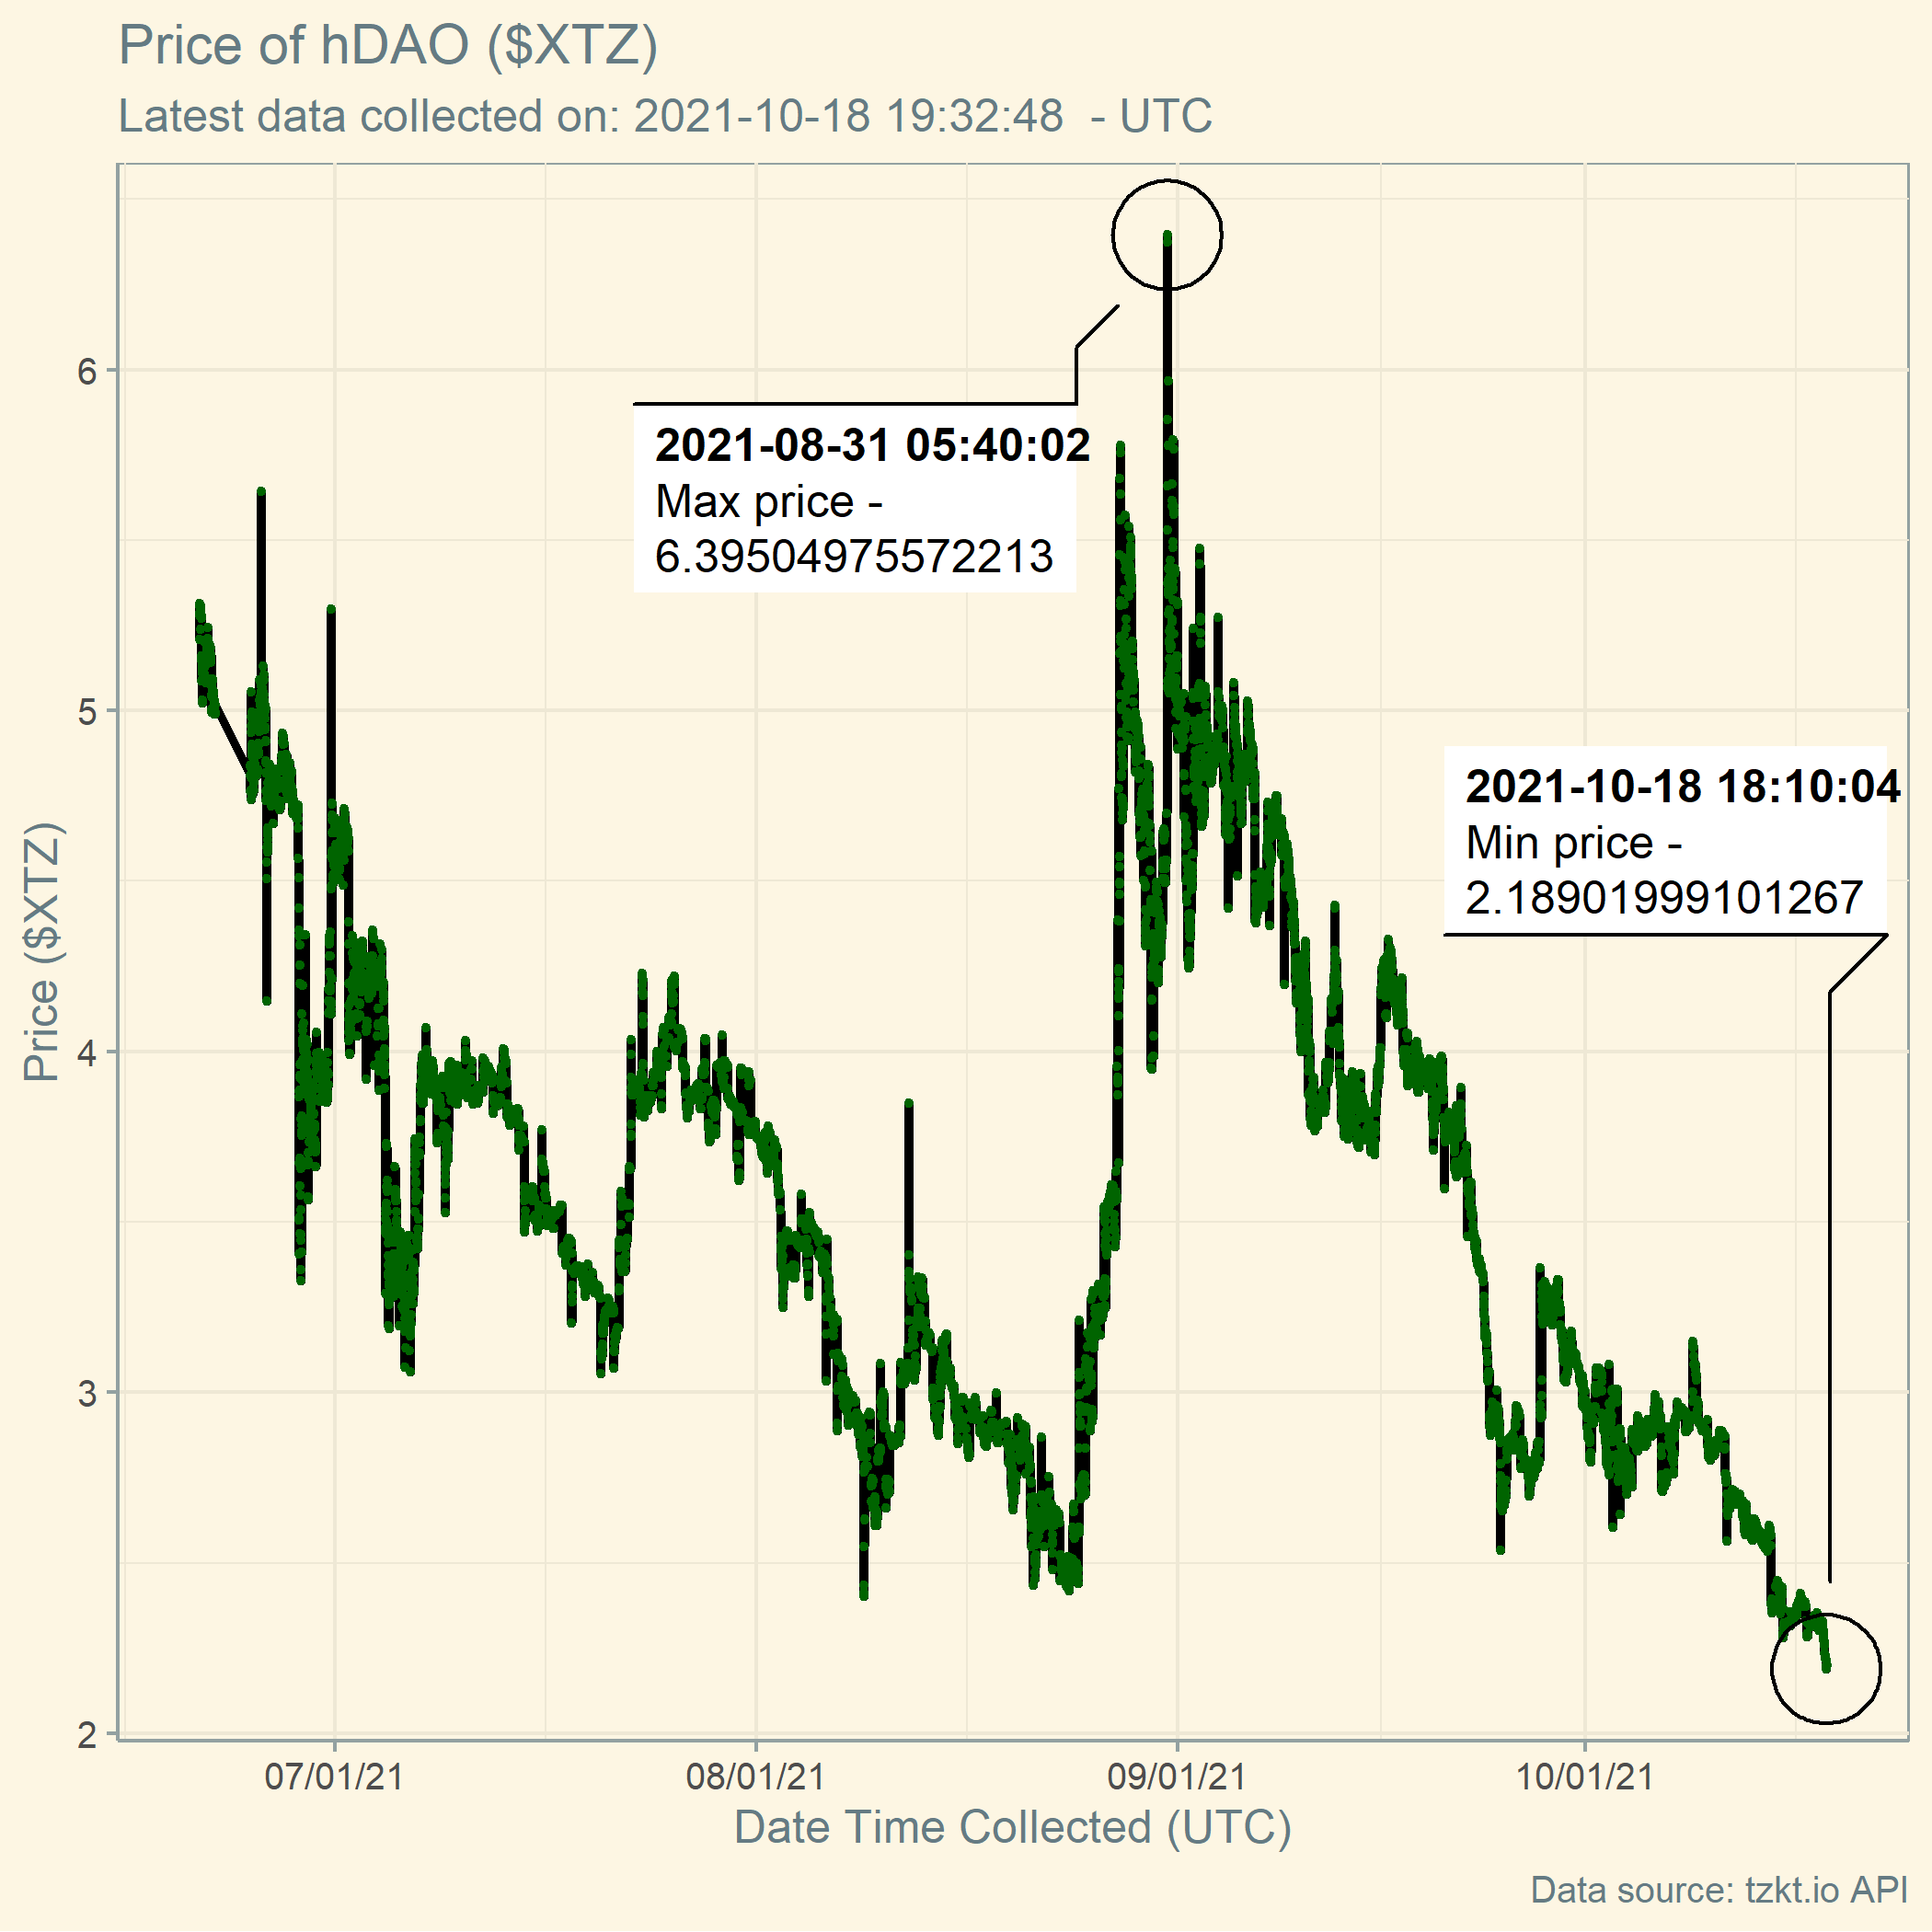 Price of hDAO ($XTZ)
Latest data collected on: 2021-10-18 19:32:48  - UTC
2021-08-31 05:40:02
Max price -
6.39504975572213
2021-10-18 18:10:04
Min price -
2.18901999101267
Price ($XTZ)
6
5
4
3
2
07/01/21
08/01/21
09/01/21
10/01/21
Date Time Collected (UTC)
Data source: tzkt.io API